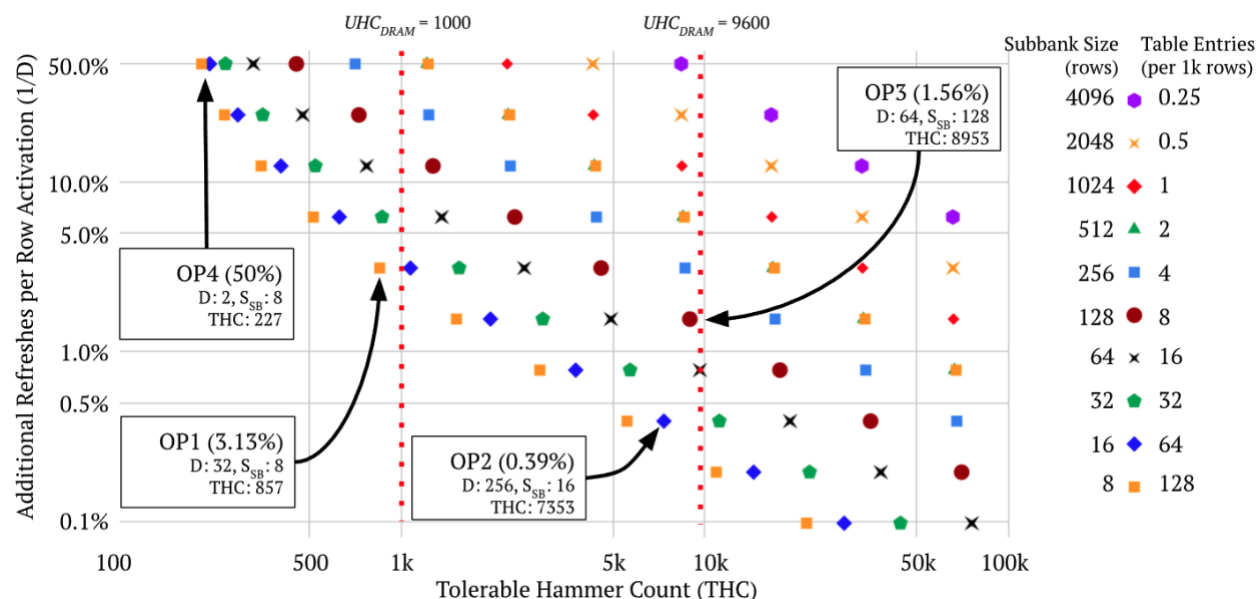 UHC_DRAM = 1000
UHC_DRAM = 9600
Additional Refreshes per Row Activation (1/D)
50.0%
10.0%
5.0%
1.0%
0.5%
0.1%
OP4 (50%)
D: 2, S_SB: 8
THC: 227
OP1 (3.13%)
D: 32, S_SB: 8
THC: 857
OP2 (0.39%)
D: 256, S_SB: 16
THC: 7353
OP3 (1.56%)
D: 64, S_SB: 128
THC: 8953
100 500 1k 5k 10k 50k 100k
Tolerable Hammer Count (THC)
Subbank Size Table Entries
(rows) (per 1k rows)
4096 0.25
2048 0.5
1024 1
512 2
256 4
128 8
64 16
32 32
16 64
8 128